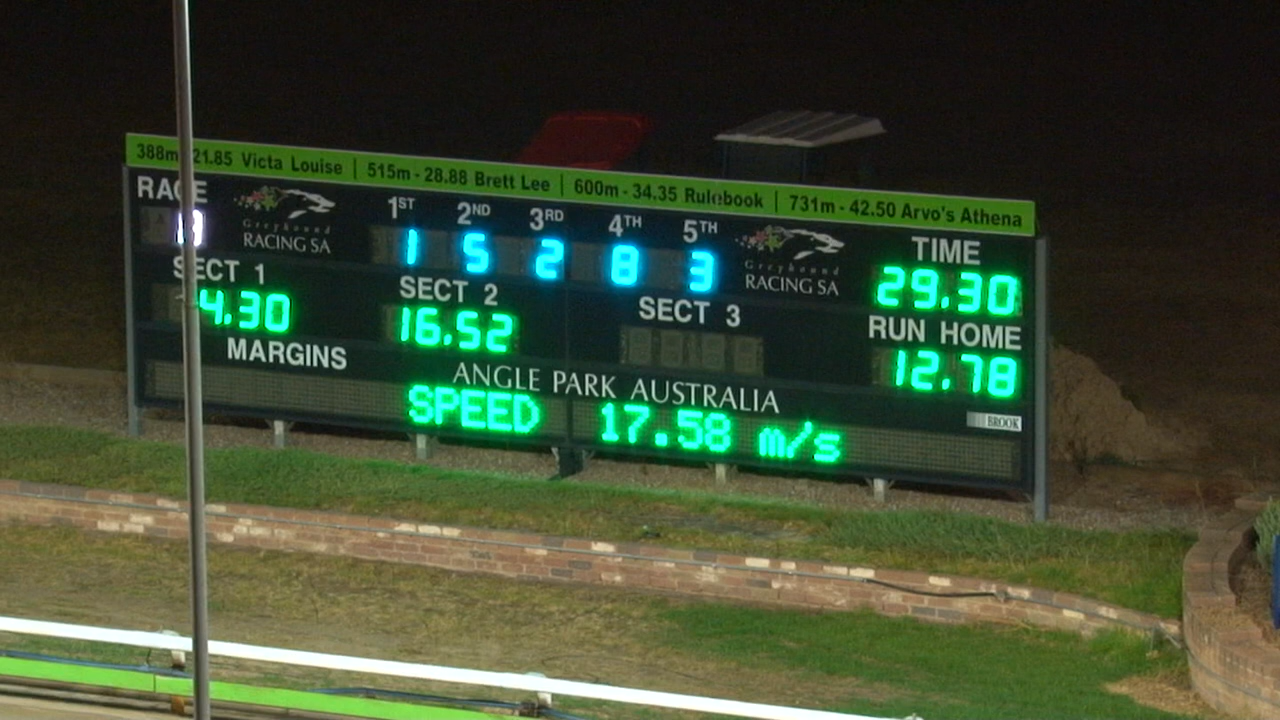 388m 21.85 Victa Louise | 515m - 28.88 Brett Lee | 600m - 34.35 Rulebook | 731m - 42.50 Arvo's Athena
RACE
Greyhound
RACING SA
1ST 2ND 3RD 4TH 5TH
1 5 2 8 3
Greyhound
RACING SA
TIME
29.30
SECT 1
4.30
SECT 2
16.52
SECT 3
RUN HOME
12.78
MARGINS
ANGLE PARK AUSTRALIA
SPEED 17.58 m/s
BROOK